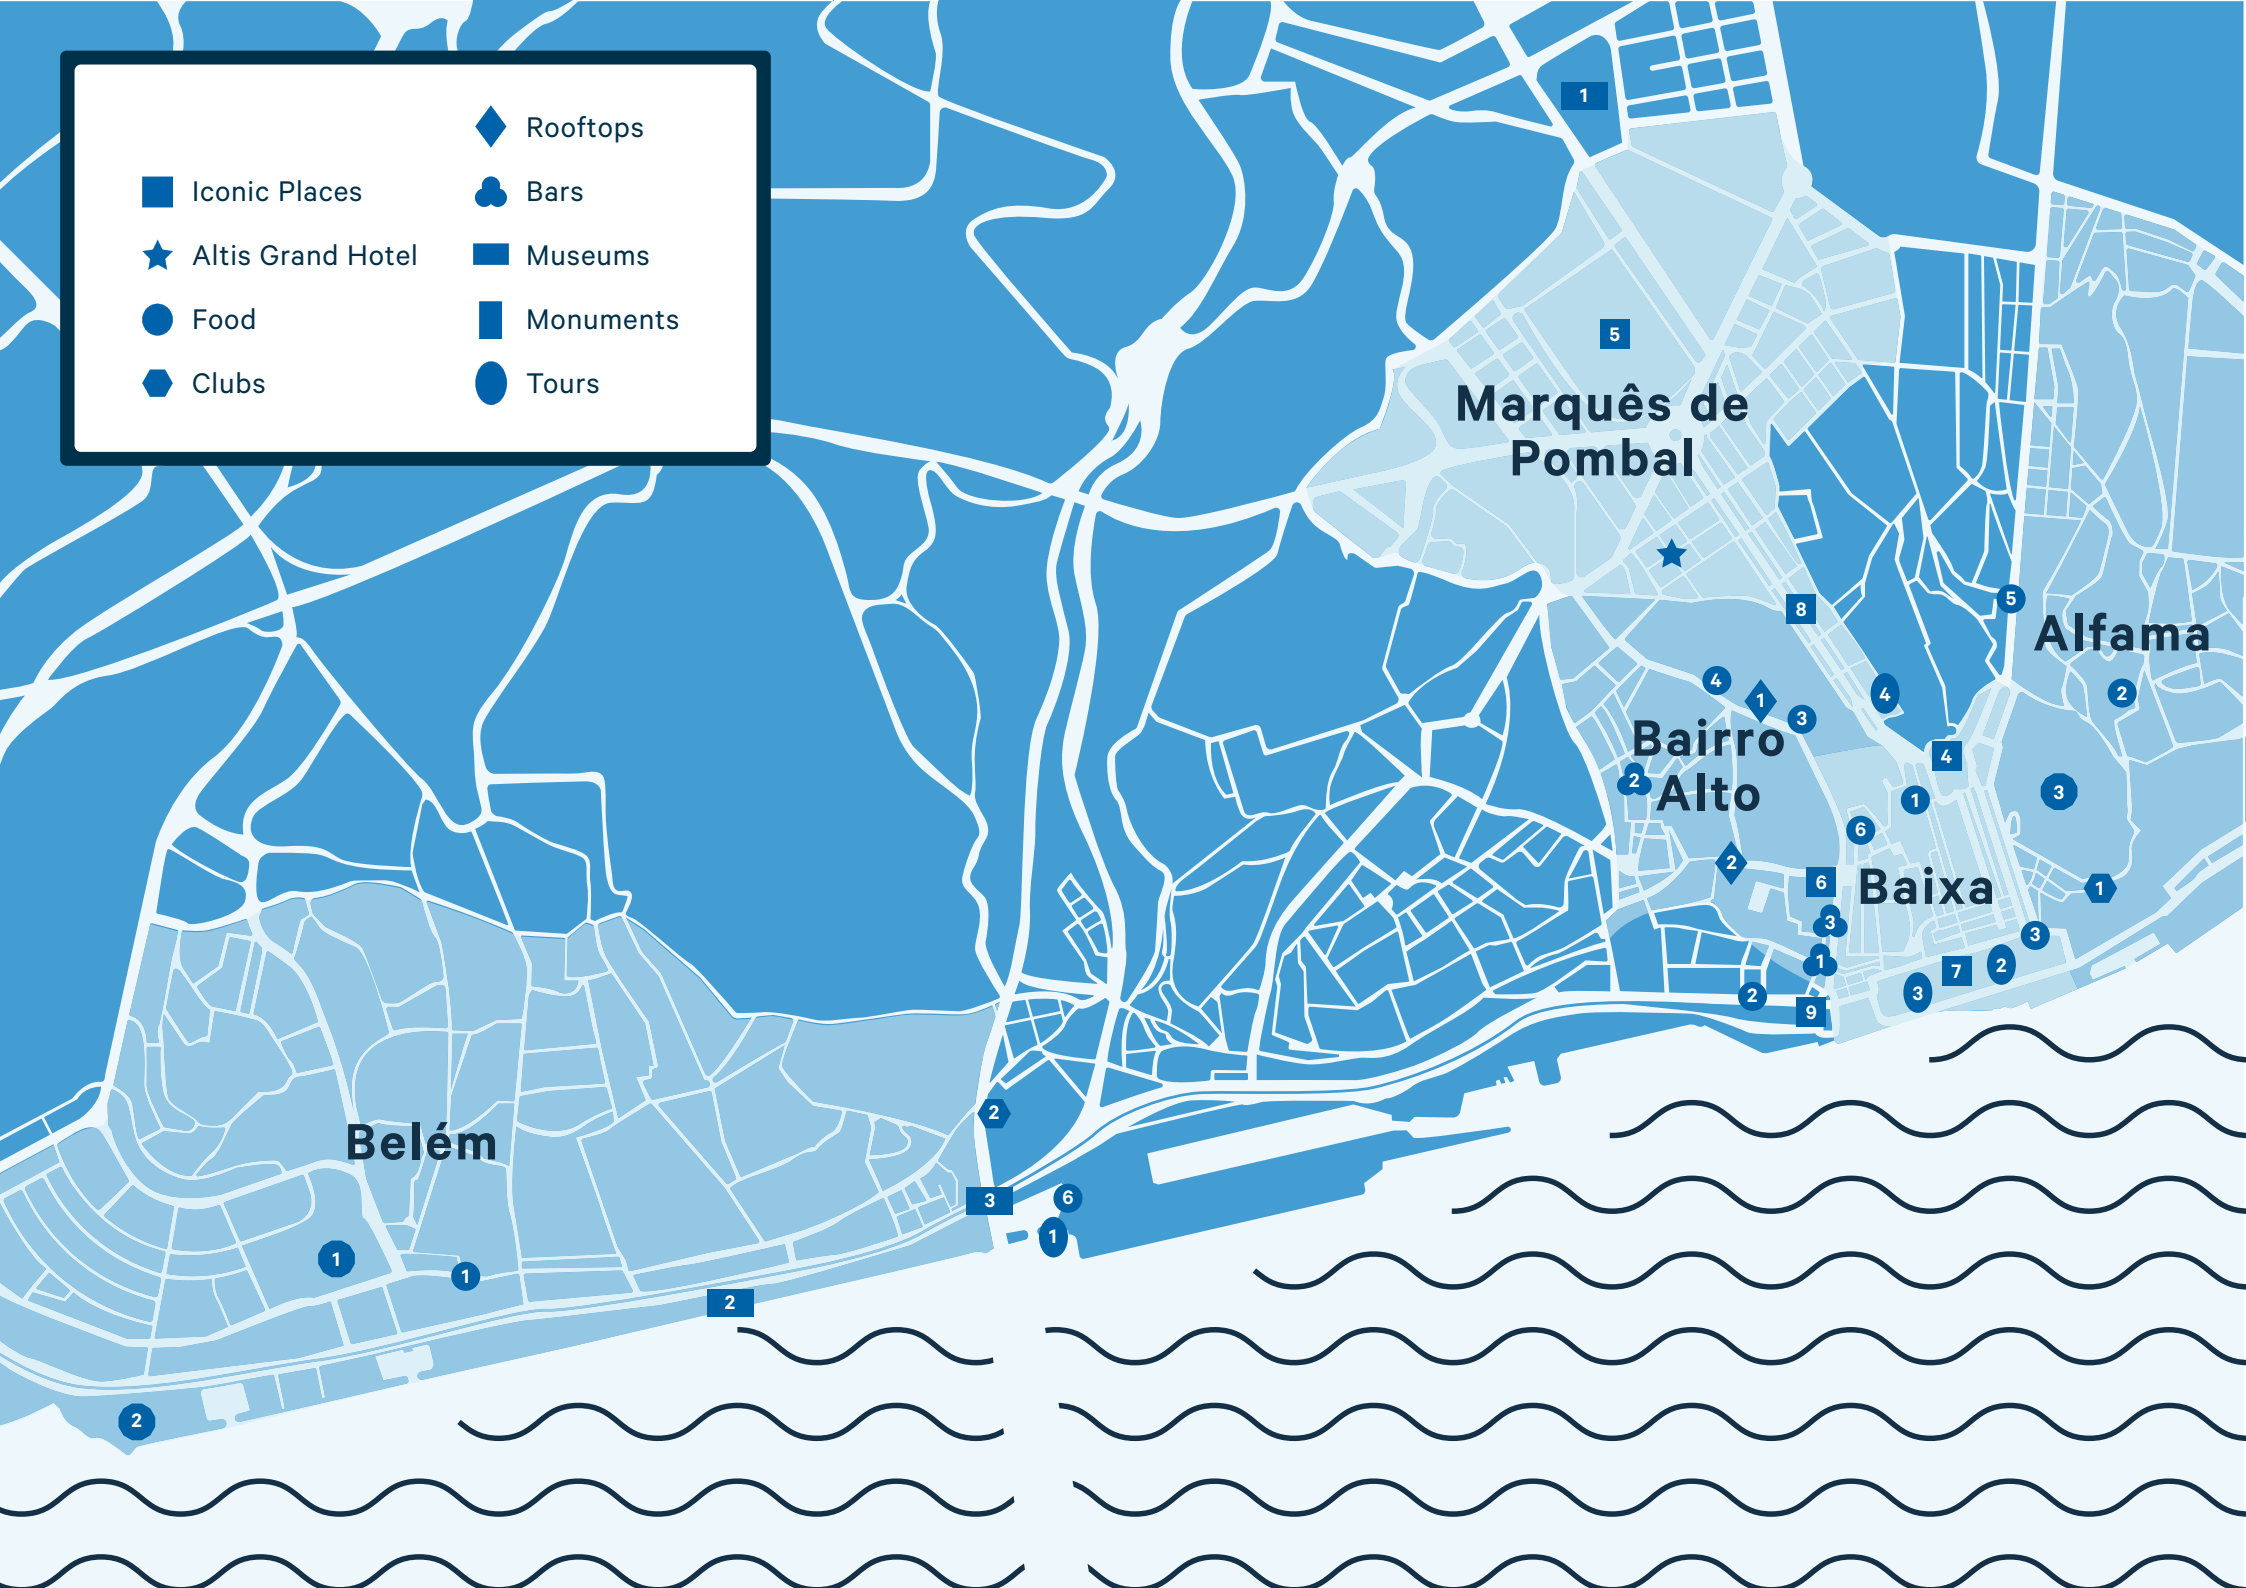 Rooftops
Iconic Places
Bars
Altis Grand Hotel
Museums
Food
Monuments
Clubs
Tours
1
5
Marquês de
Pombal
8
5
Alfama
4
1
3
4
2
Bairro
Alto
4
2
1
3
6
2
6
Baixa
1
3
3
1
7
2
2
3
9
2
Belém
3
6
1
1
1
2
2